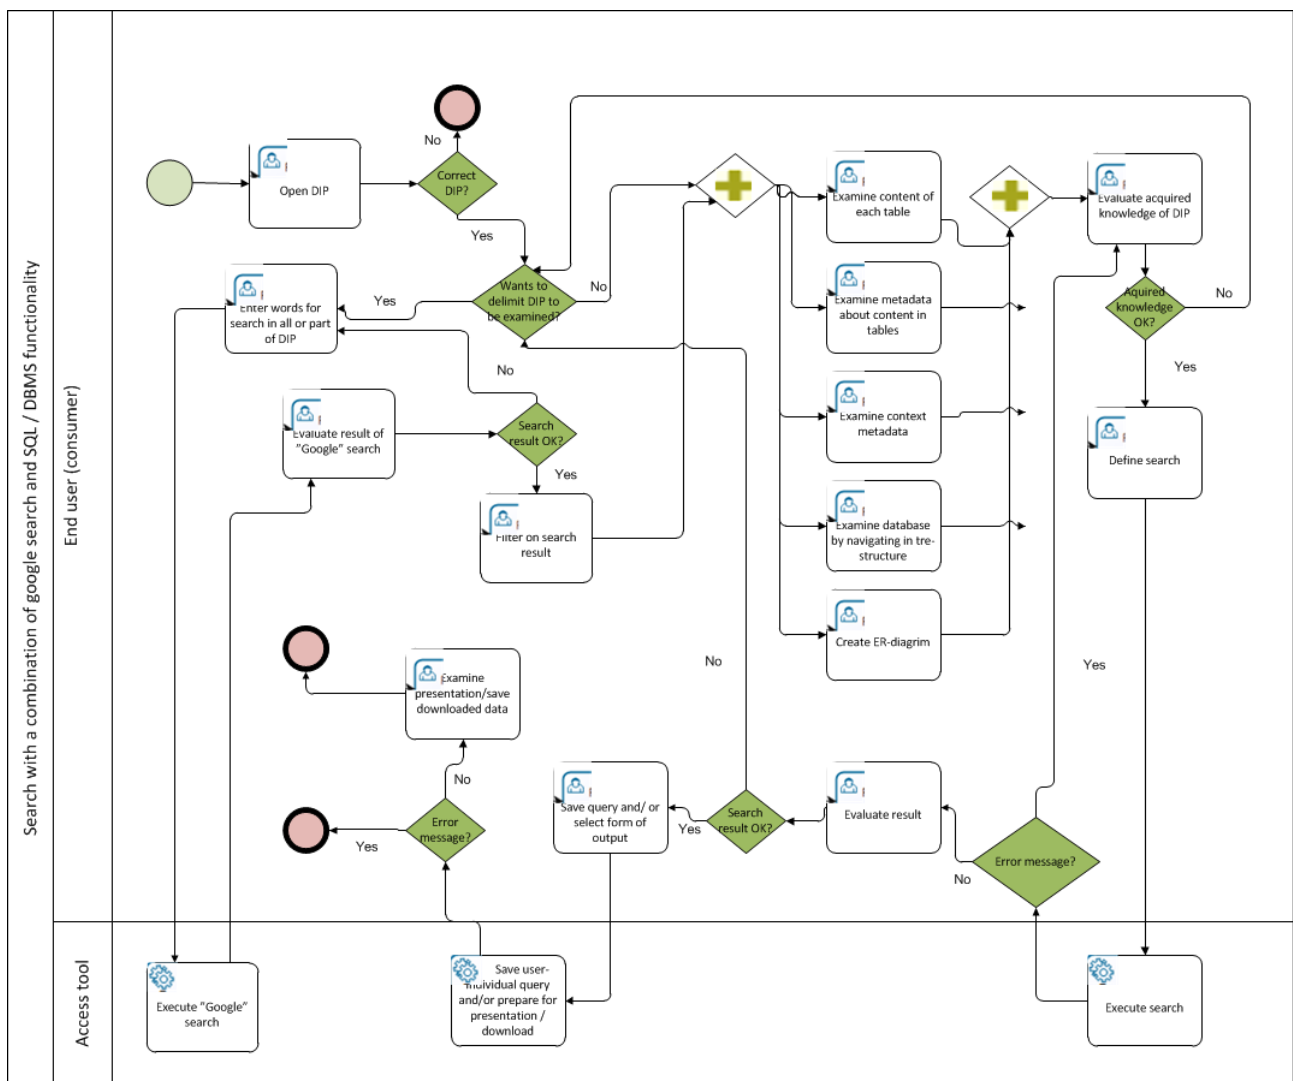 Search with a combination of google search and SQL / DBMS functionality
End user (consumer)
Access tool
Open DIP
No
Correct
DIP?
Yes
Wants to
delimit DIP to
be examined?
No
Yes
Enter words for
search in all or part
of DIP
No
Evaluate result of
"Google" search
Search
result OK?
Yes
Filter on search
result
Examine content of
each table
Examine metadata
about content in
tables
Examine context
metadata
Examine database
by navigating in tre-
structure
Create ER-diagrim
Evaluate acquired
knowledge of DIP
Aquired
knowledge
OK?
No
Yes
Define search
Yes
No
Examine
presentation/save
downloaded data
No
Error
message?
Yes
Save query and/ or
select form of
output
Yes
Search
result OK?
Evaluate result
No
Error message?
Execute "Google"
search
Save user-
individual query
and/or prepare for
presentation /
download
Execute search